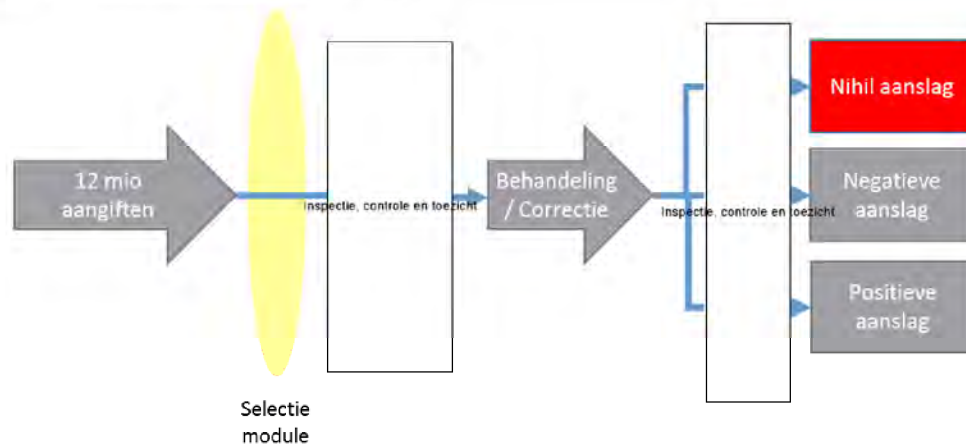 12 mio
aangiften
Selectie
module
Inspectie, controle en toezicht
Behandeling
/ Correctie
Inspectie, controle en toezicht
Nihil aanslag
Negatieve
aanslag
Positieve
aanslag